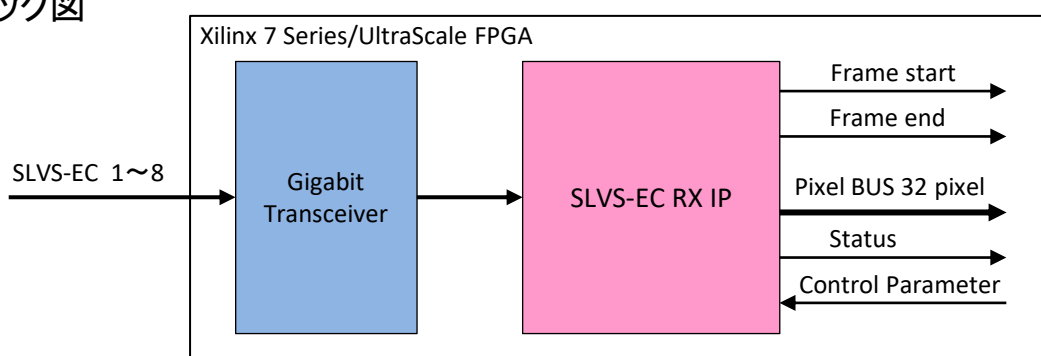 ック図
Xilinx 7 Series/UltraScale FPGA
SLVS-EC 1～8
Gigabit
Transceiver
SLVS-EC RX IP
Frame start
Frame end
Pixel BUS 32 pixel
Status
Control Parameter